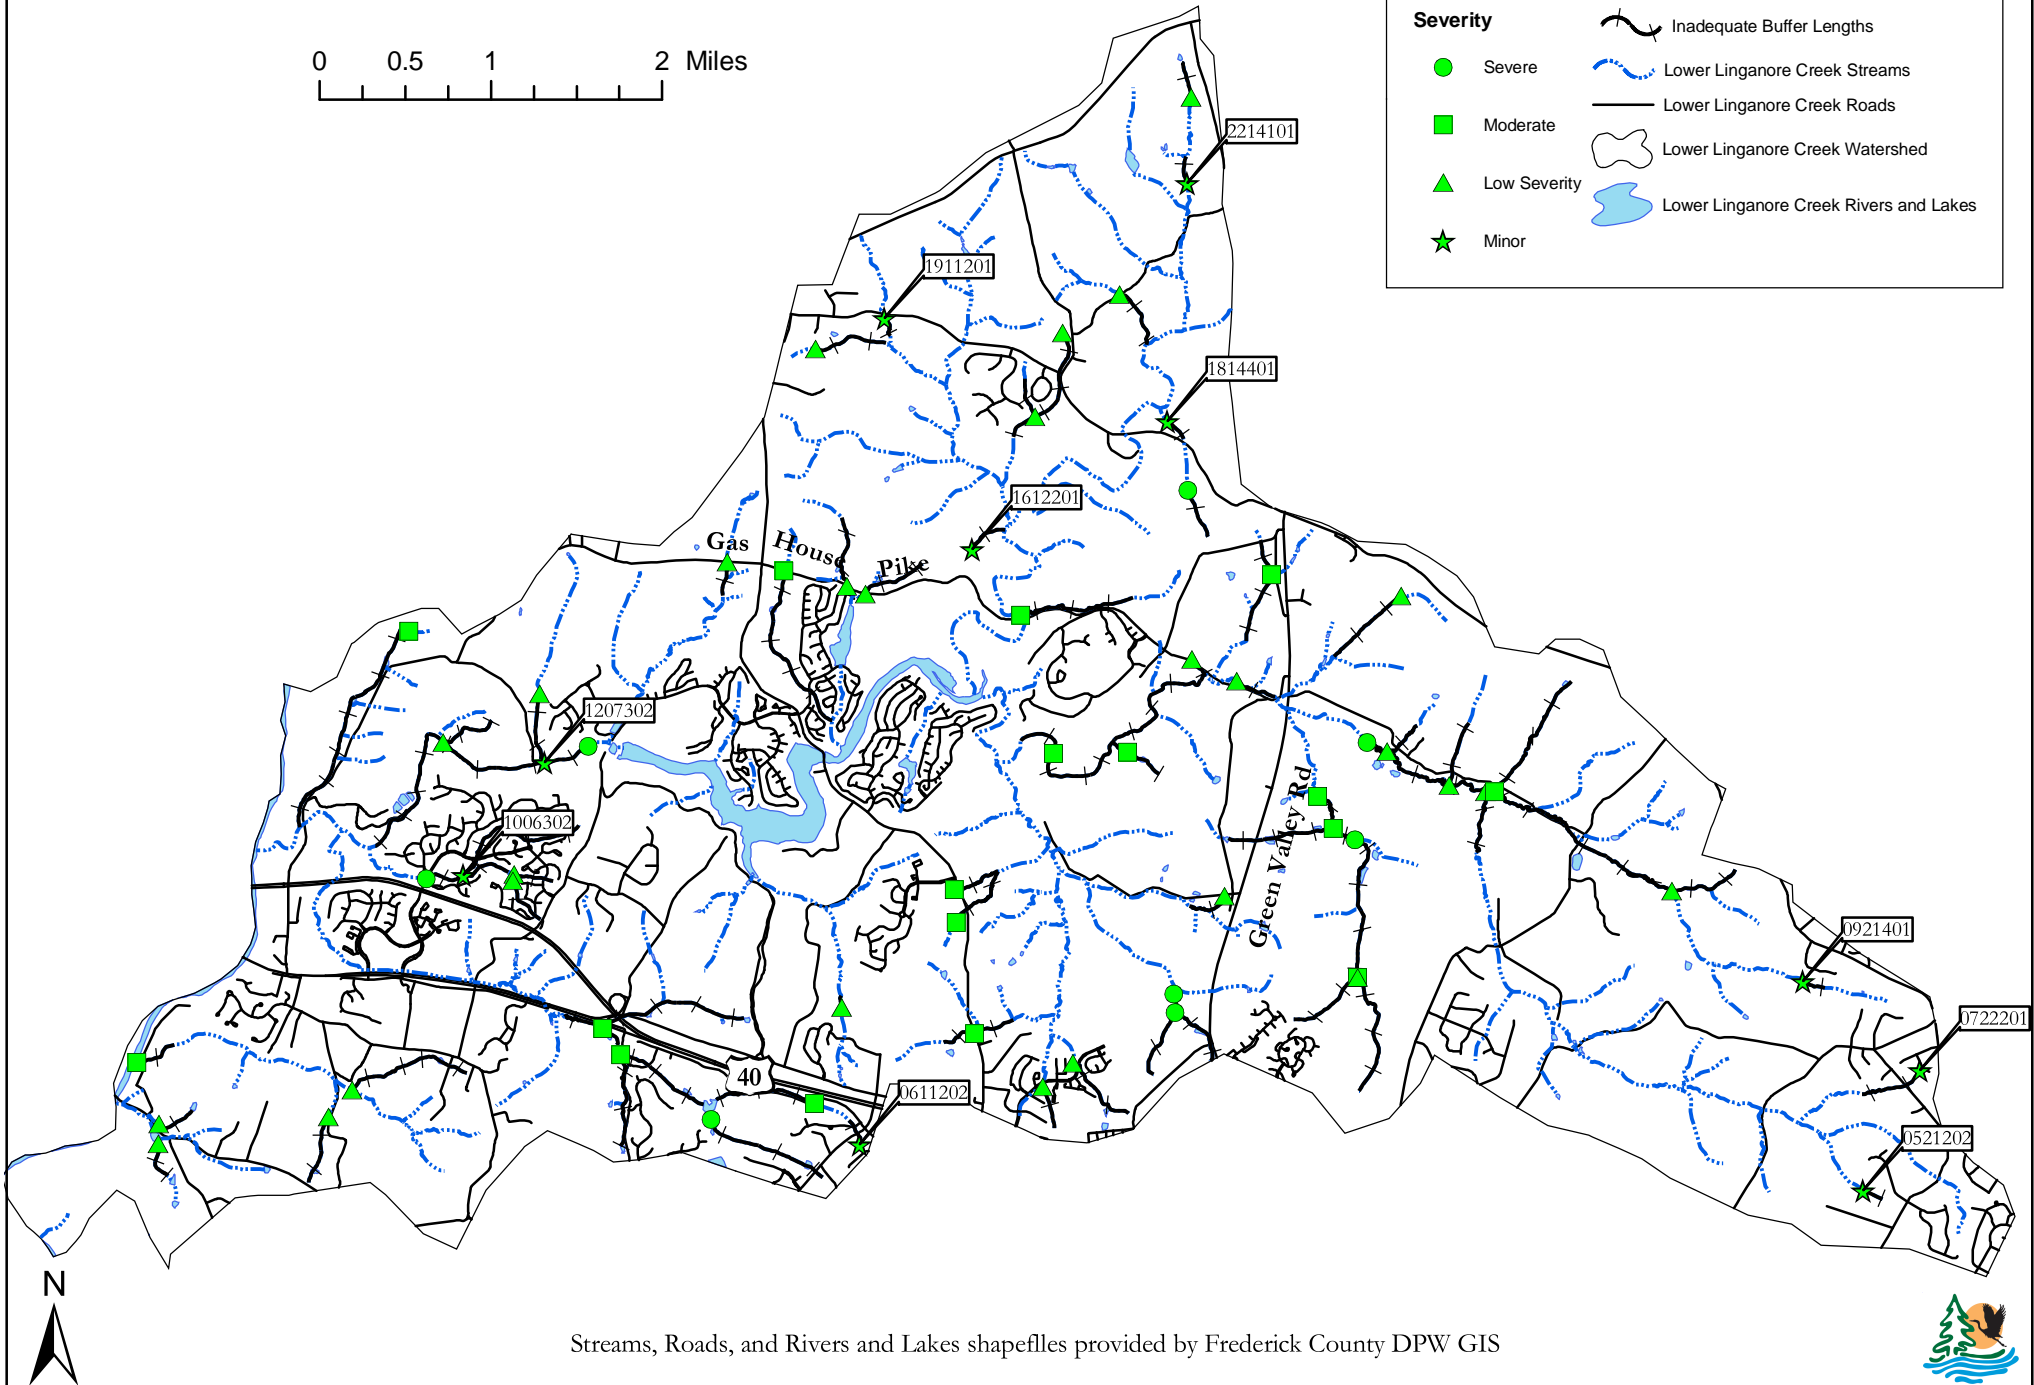 0 0.5 1 2 Miles
Severity
Severe
Moderate
Low Severity
Minor
Inadequate Buffer Lengths
Lower Linganore Creek Streams
Lower Linganore Creek Roads
Lower Linganore Creek Watershed
Lower Linganore Creek Rivers and Lakes
2214101
1911201
1814401
1612201
Gas House Pike
1207302
1006302
Green Valley Rd
0921401
0722201
40
0611202
0521202
N
Streams, Roads, and Rivers and Lakes shapeflles provided by Frederick County DPW GIS